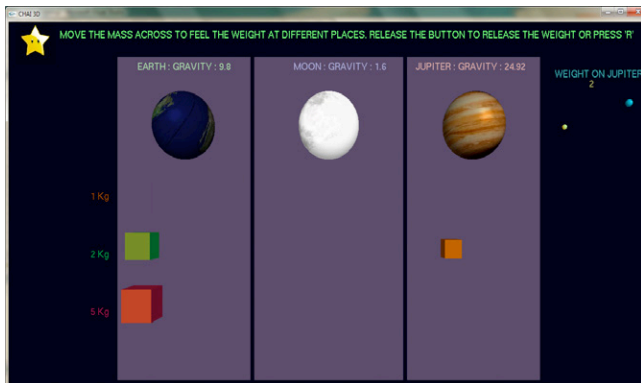 CHAI 3D
MOVE THE MASS ACROSS TO FEEL THE WEIGHT AT DIFFERENT PLACES. RELEASE THE BUTTON TO RELEASE THE WEIGHT OR PRESS 'R'
EARTH : GRAVITY : 9.8
MOON : GRAVITY : 1.6
JUPITER : GRAVITY : 24.92
WEIGHT ON JUPITER
2
1 Kg
2 Kg
5 Kg